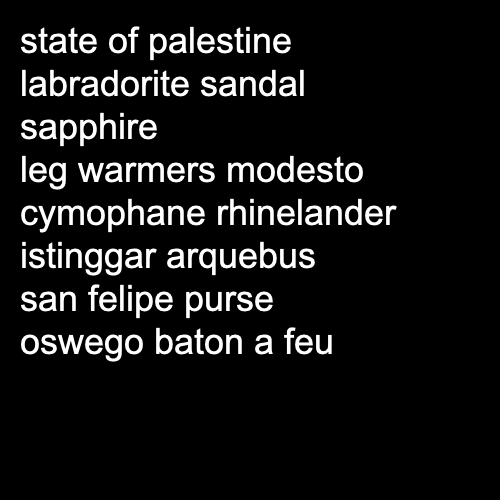 state of palestine
labradorite sandal
sapphire
leg warmers modesto
cymophane rhinelander
istinggar arquebus
san felipe purse
oswego baton a feu